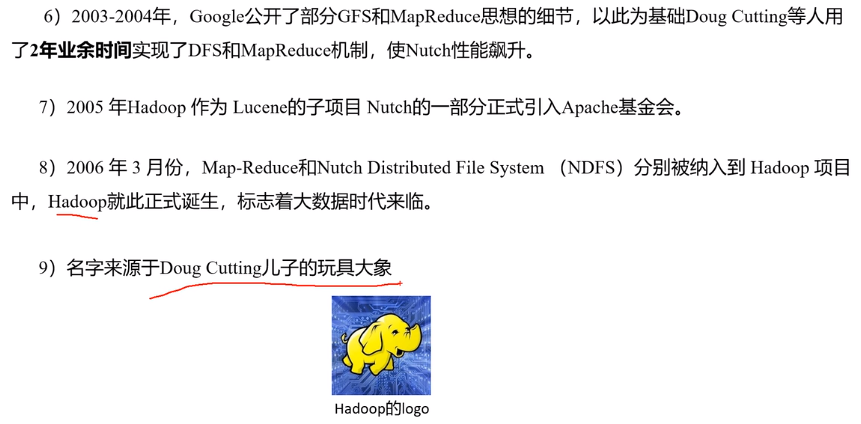 6）2003-2004年，Google公开了部分GFS和MapReduce思想的细节，以此为基础Doug Cutting等人用
了2年业余时间实现了DFS和MapReduce机制，使Nutch性能飙升。
7）2005 年Hadoop 作为 Lucene的子项目 Nutch的一部分正式引入Apache基金会。
8）2006 年 3 月份，Map-Reduce和Nutch Distributed File System （NDFS）分别被纳入到 Hadoop 项目
中，Hadoop就此正式诞生，标志着大数据时代来临。
9）名字来源于Doug Cutting儿子的玩具大象
Hadoop的logo